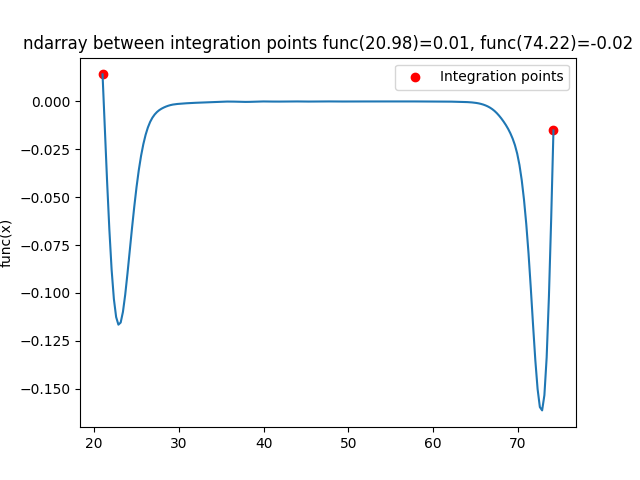 ndarray between integration points func(20.98)=0.01, func(74.22)=-0.02
Integration points
func(x)
0.000
−0.025
−0.050
−0.075
−0.100
−0.125
−0.150
20 30 40 50 60 70